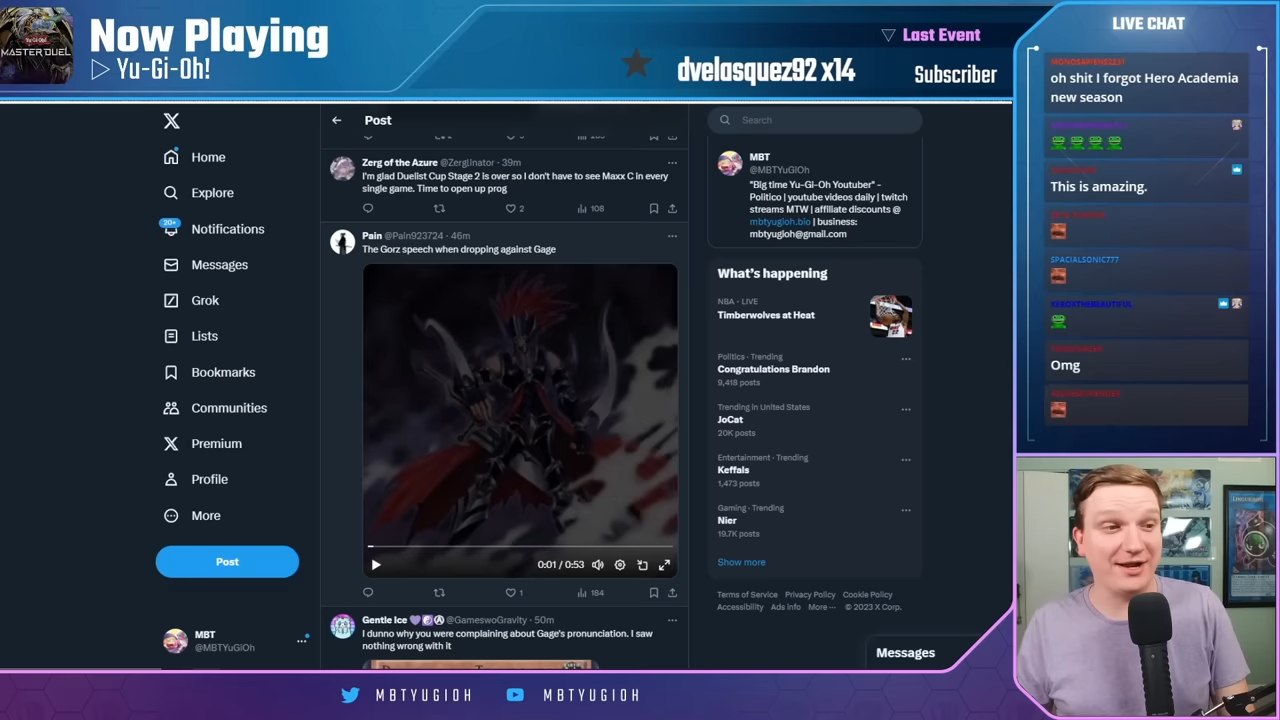 Yu-Gi-Oh!
MASTER DUEL
Now Playing
▷ Yu-Gi-Oh!
▽ Last Event
dvelasquez92 x14
Subscriber
X
Home
Explore
20+
Notifications
Messages
Grok
Lists
Bookmarks
Communities
Premium
Profile
More
Post
MBT
@MBTYuGiOh
← Post
Zerg of the Azure @ZergUnator · 39m
I'm glad Duelist Cup Stage 2 is over so I don't have to see Maxx C in every
single game. Time to open up prog
2
108
Pain @Pain923724 · 46m
The Gorz speech when dropping against Gage
0:01 / 0:53
1
184
Gentle Ice @GameswoGravity · 50m
I dunno why you were complaining about Gage's pronunciation. I saw
nothing wrong with it
Search
MBT
@MBTYuGiOh
"Big time Yu-Gi-Oh Youtuber" -
Politico | youtube videos daily | twitch
streams MTW | affiliate discounts @
mbtyugioh.bio | business:
mbtyugioh@gmail.com
What's happening
NBA · LIVE
Timberwolves at Heat
Politics · Trending
Congratulations Brandon
9,418 posts
Trending in United States
JoCat
20K posts
Entertainment · Trending
Keffals
1,473 posts
Gaming · Trending
Nier
19.7K posts
Show more
Terms of Service Privacy Policy Cookie Policy
Accessibility Ads info More ··· © 2023 X Corp.
Messages
LIVE CHAT
MONOSAPIENS2231
oh shit I forgot Hero Academia
new season
This is amazing.
SPACIALSONIC777
Omg
MBTYUGIOH
MBTYUGIOH